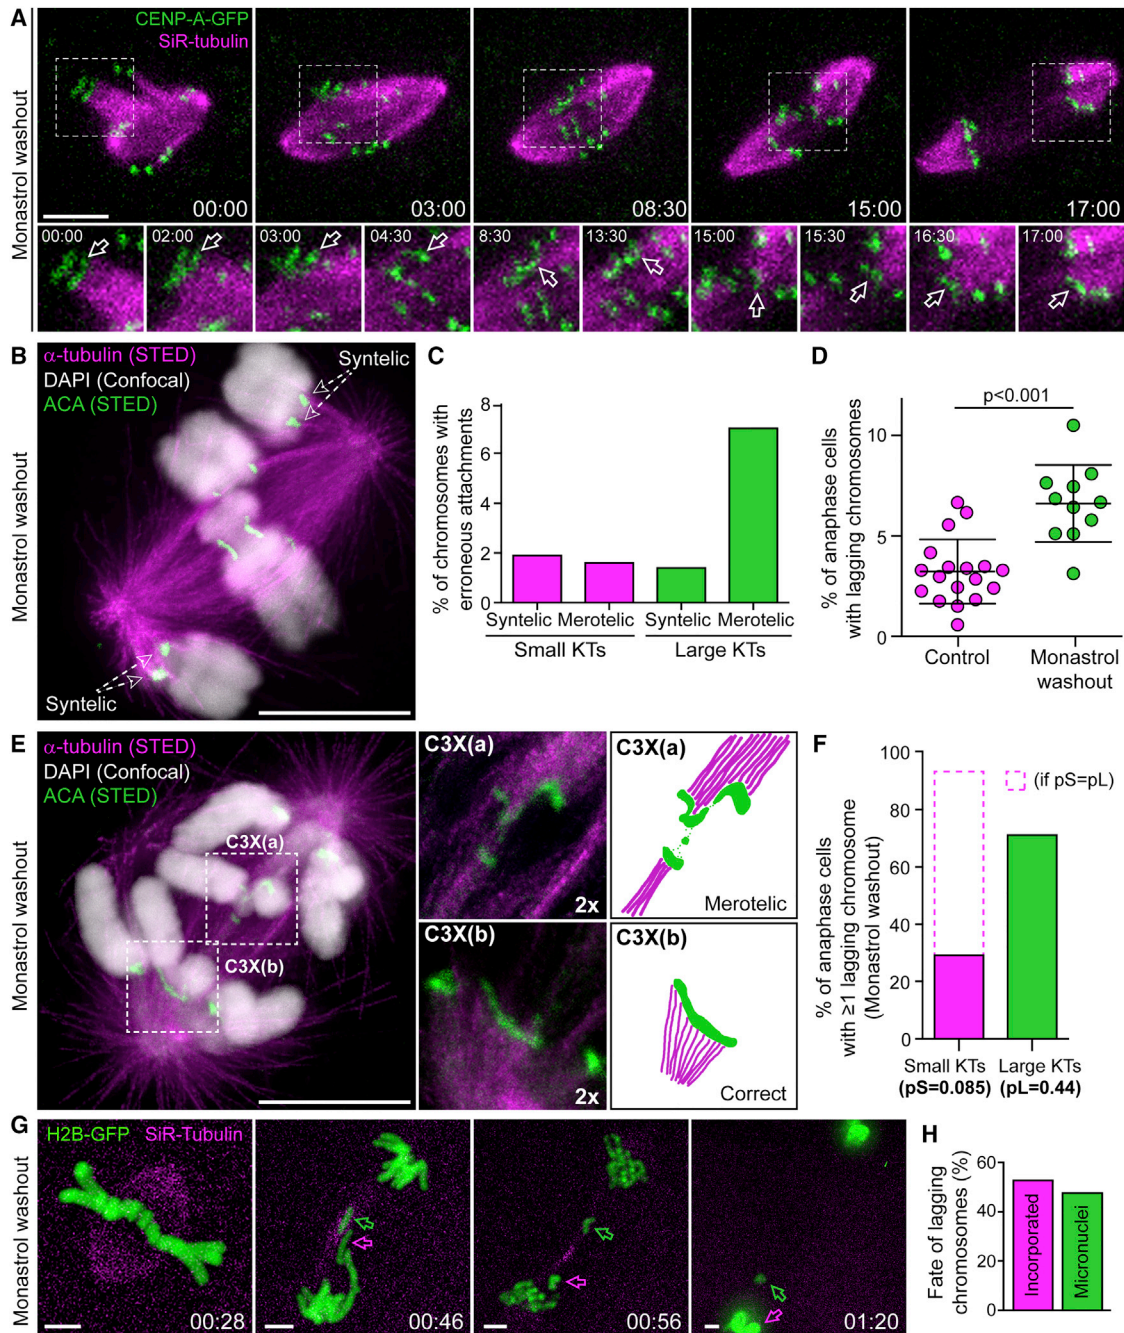 A
CENP-A-GFP
SiR-tubulin
Monastrol washout
00:00
03:00
08:30
15:00
17:00
00:00
02:00
03:00
04:30
8:30
13:30
15:00
15:30
16:30
17:00
B
α-tubulin (STED)
DAPI (Confocal)
ACA (STED)
Syntelic
Syntelic
Monastrol washout
C
% of chromosomes with
erroneous attachments
8
6
4
2
0
Syntelic
Merotelic
Syntelic
Merotelic
Small KTs
Large KTs
D
p<0.001
% of anaphase cells
with lagging chromosomes
10
5
0
Control
Monastrol
washout
E
α-tubulin (STED)
DAPI (Confocal)
ACA (STED)
Monastrol washout
C3X(a)
C3X(b)
C3X(a)
2x
C3X(a)
Merotelic
C3X(b)
2x
C3X(b)
Correct
F
% of anaphase cells
with ≥1 lagging chromosome
(Monastrol washout)
100
80
60
40
20
0
(if pS=pL)
Small KTs
(pS=0.085)
Large KTs
(pL=0.44)
G
H2B-GFP
SiR-Tubulin
Monastrol washout
00:28
00:46
00:56
01:20
H
Fate of lagging
chromosomes (%)
60
40
20
0
Incorporated
Micronuclei